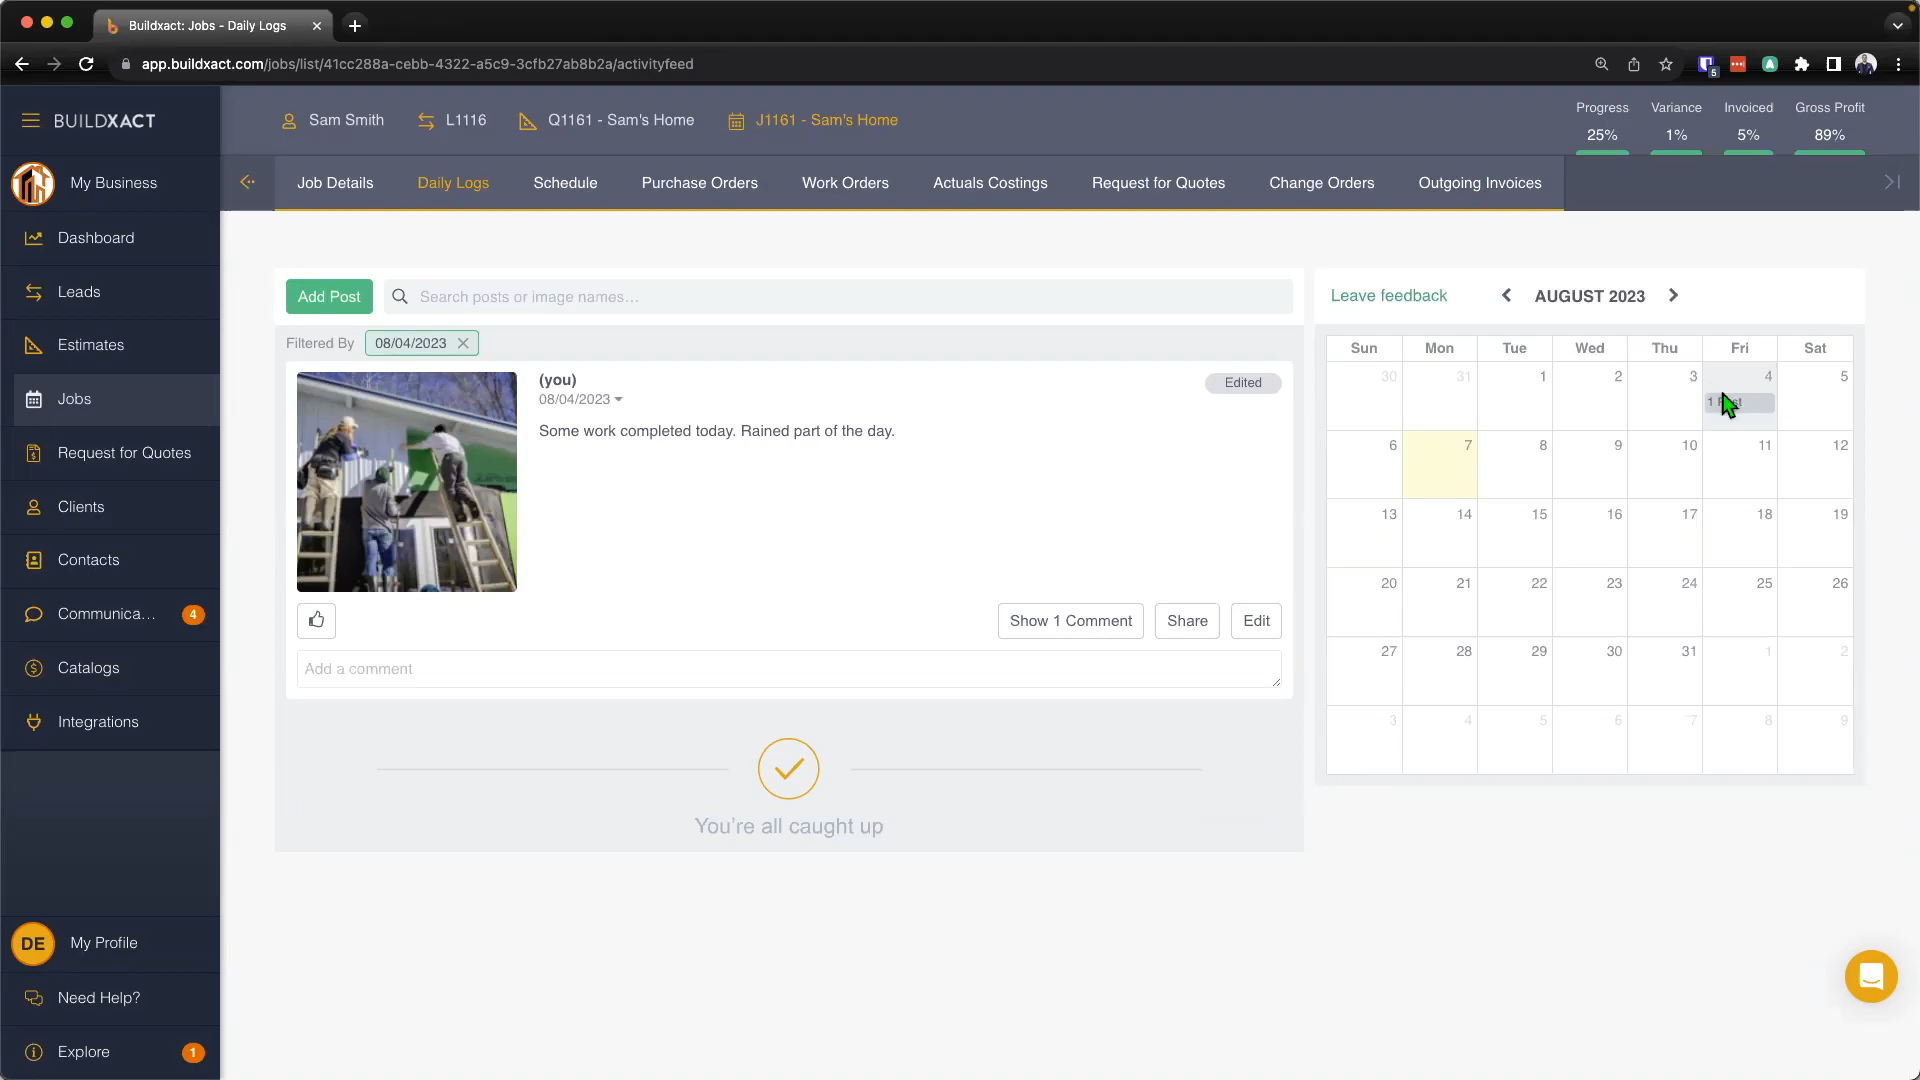 Buildxact: Jobs - Daily Logs
app.buildxact.com/jobs/list/41cc288a-cebb-4322-a5c9-3cfb27ab8b2a/activityfeed
5
BUILDXACT
Sam Smith
L1116
Q1161 - Sam's Home
J1161 - Sam's Home
Progress Variance Invoiced Gross Profit
25% 1% 5% 89%
My Business
Job Details Daily Logs Schedule Purchase Orders Work Orders Actuals Costings Request for Quotes Change Orders Outgoing Invoices
Dashboard
Leads
Estimates
Jobs
Request for Quotes
Clients
Contacts
Communica... 4
Catalogs
Integrations
DE My Profile
Need Help?
Explore 1
Add Post
Search posts or image names...
Filtered By 08/04/2023
(you)
08/04/2023
Edited
Some work completed today. Rained part of the day.
Show 1 Comment Share Edit
Add a comment
You're all caught up
Leave feedback
AUGUST 2023
Sun Mon Tue Wed Thu Fri Sat
30 31 1 2 3 4 5
1
6 7 8 9 10 11 12
13 14 15 16 17 18 19
20 21 22 23 24 25 26
27 28 29 30 31 1 2
3 4 5 6 7 8 9